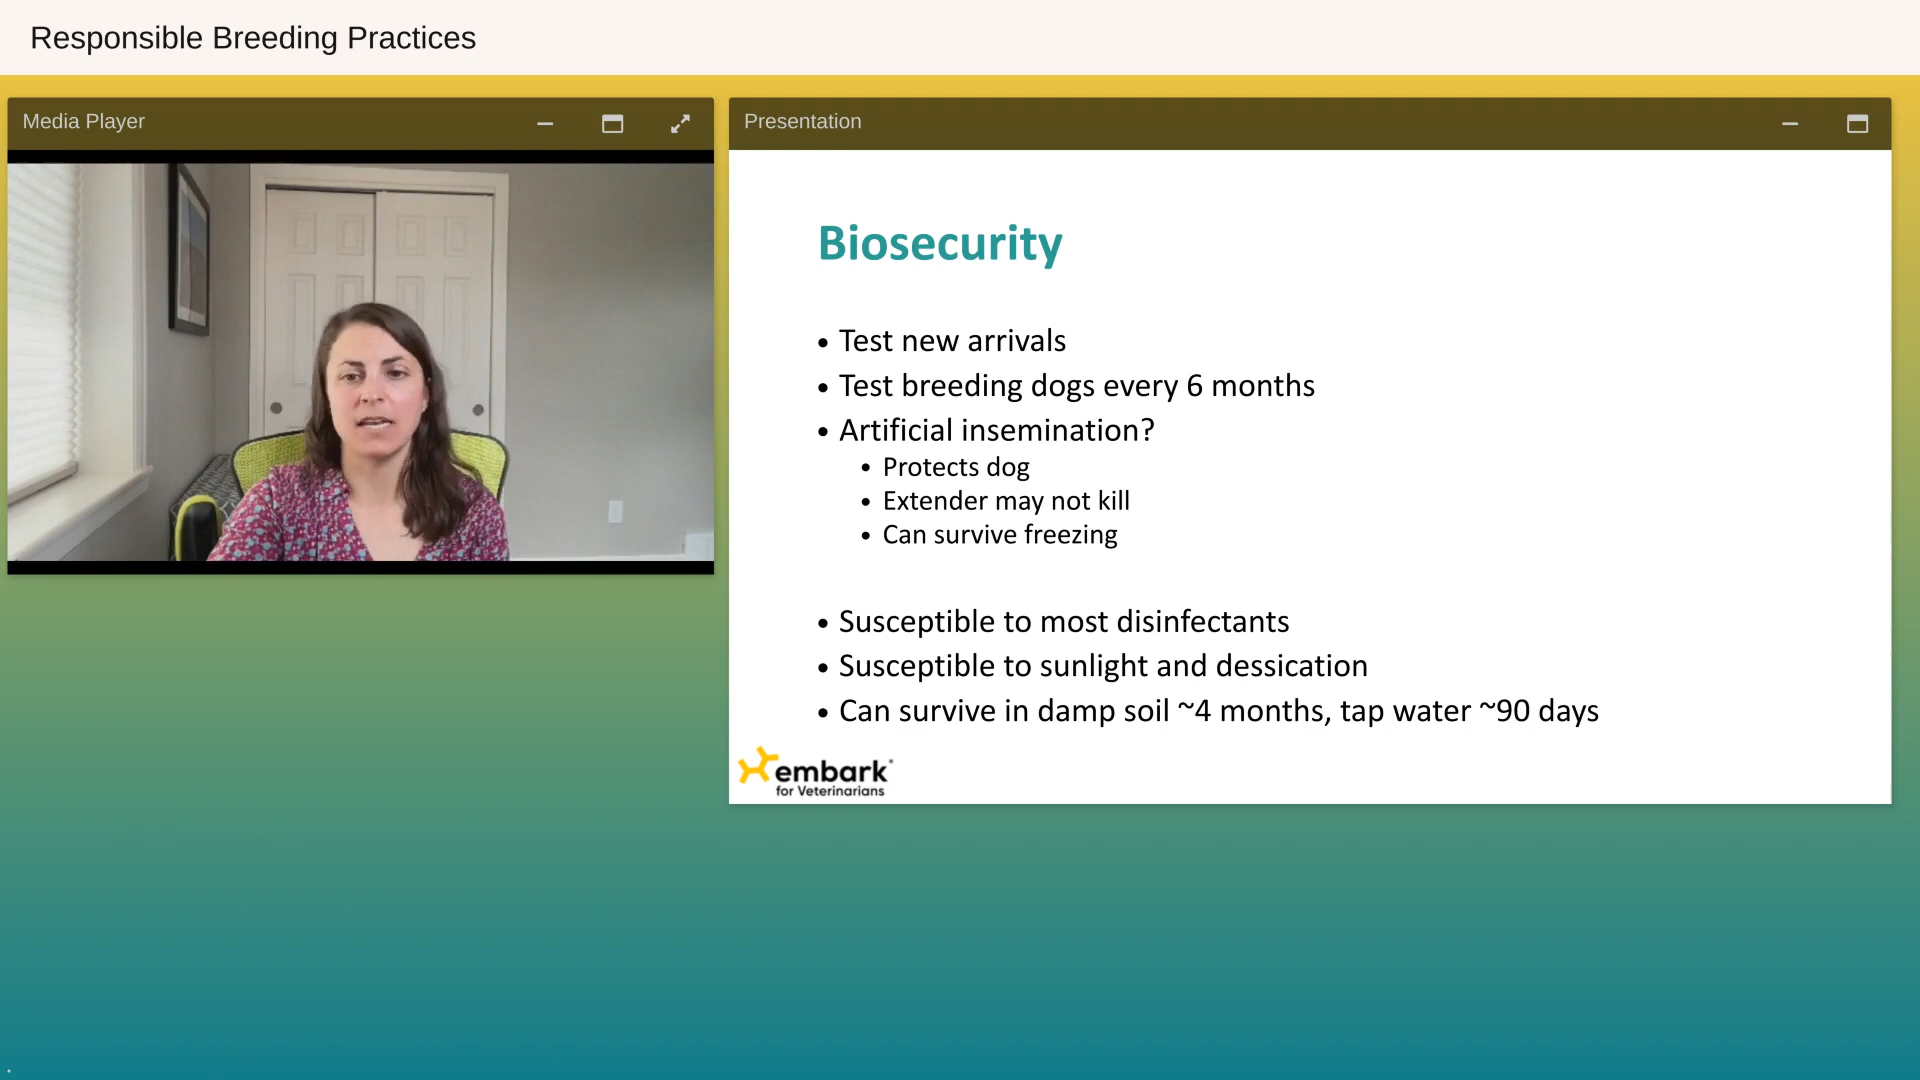 Responsible Breeding Practices
Media Player
Presentation
Biosecurity
• Test new arrivals
• Test breeding dogs every 6 months
• Artificial insemination?
• Protects dog
• Extender may not kill
• Can survive freezing
• Susceptible to most disinfectants
• Susceptible to sunlight and dessication
• Can survive in damp soil ~4 months, tap water ~90 days
embark
for Veterinarians